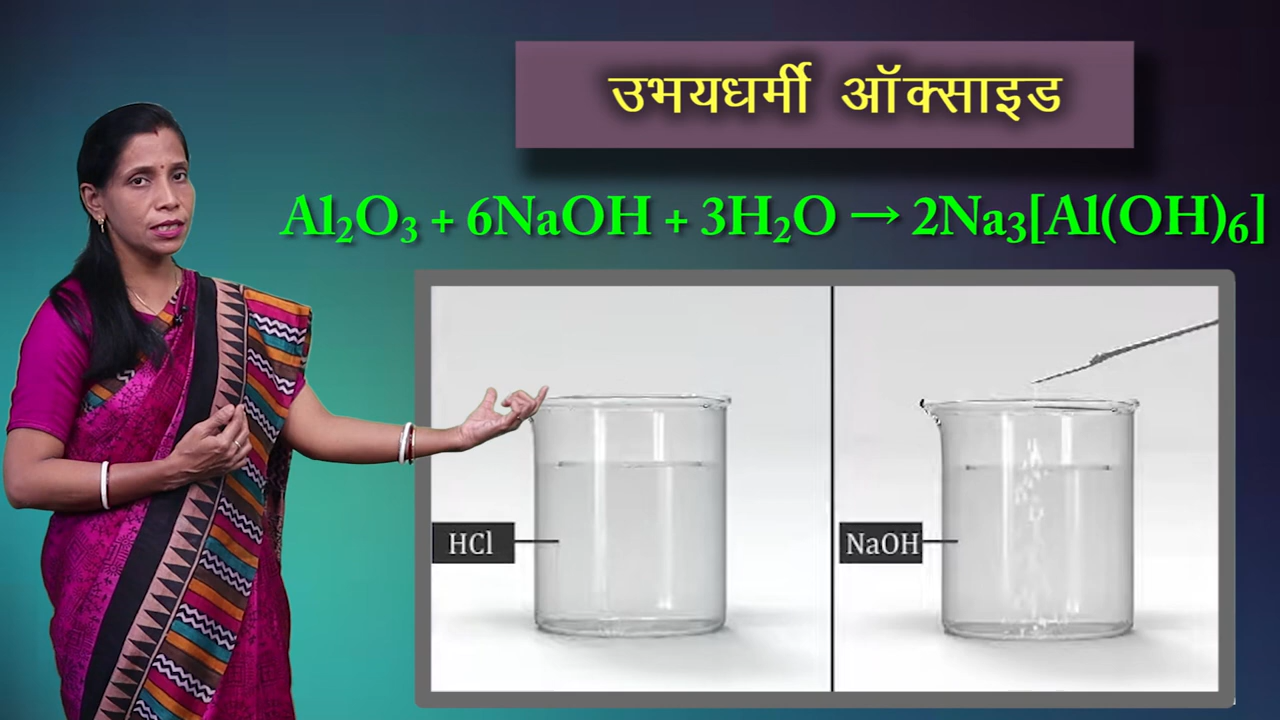 उभयधर्मी ऑक्साइड
Al₂O₃ + 6NaOH + 3H₂O → 2Na₃[Al(OH)₆]
HCl
NaOH